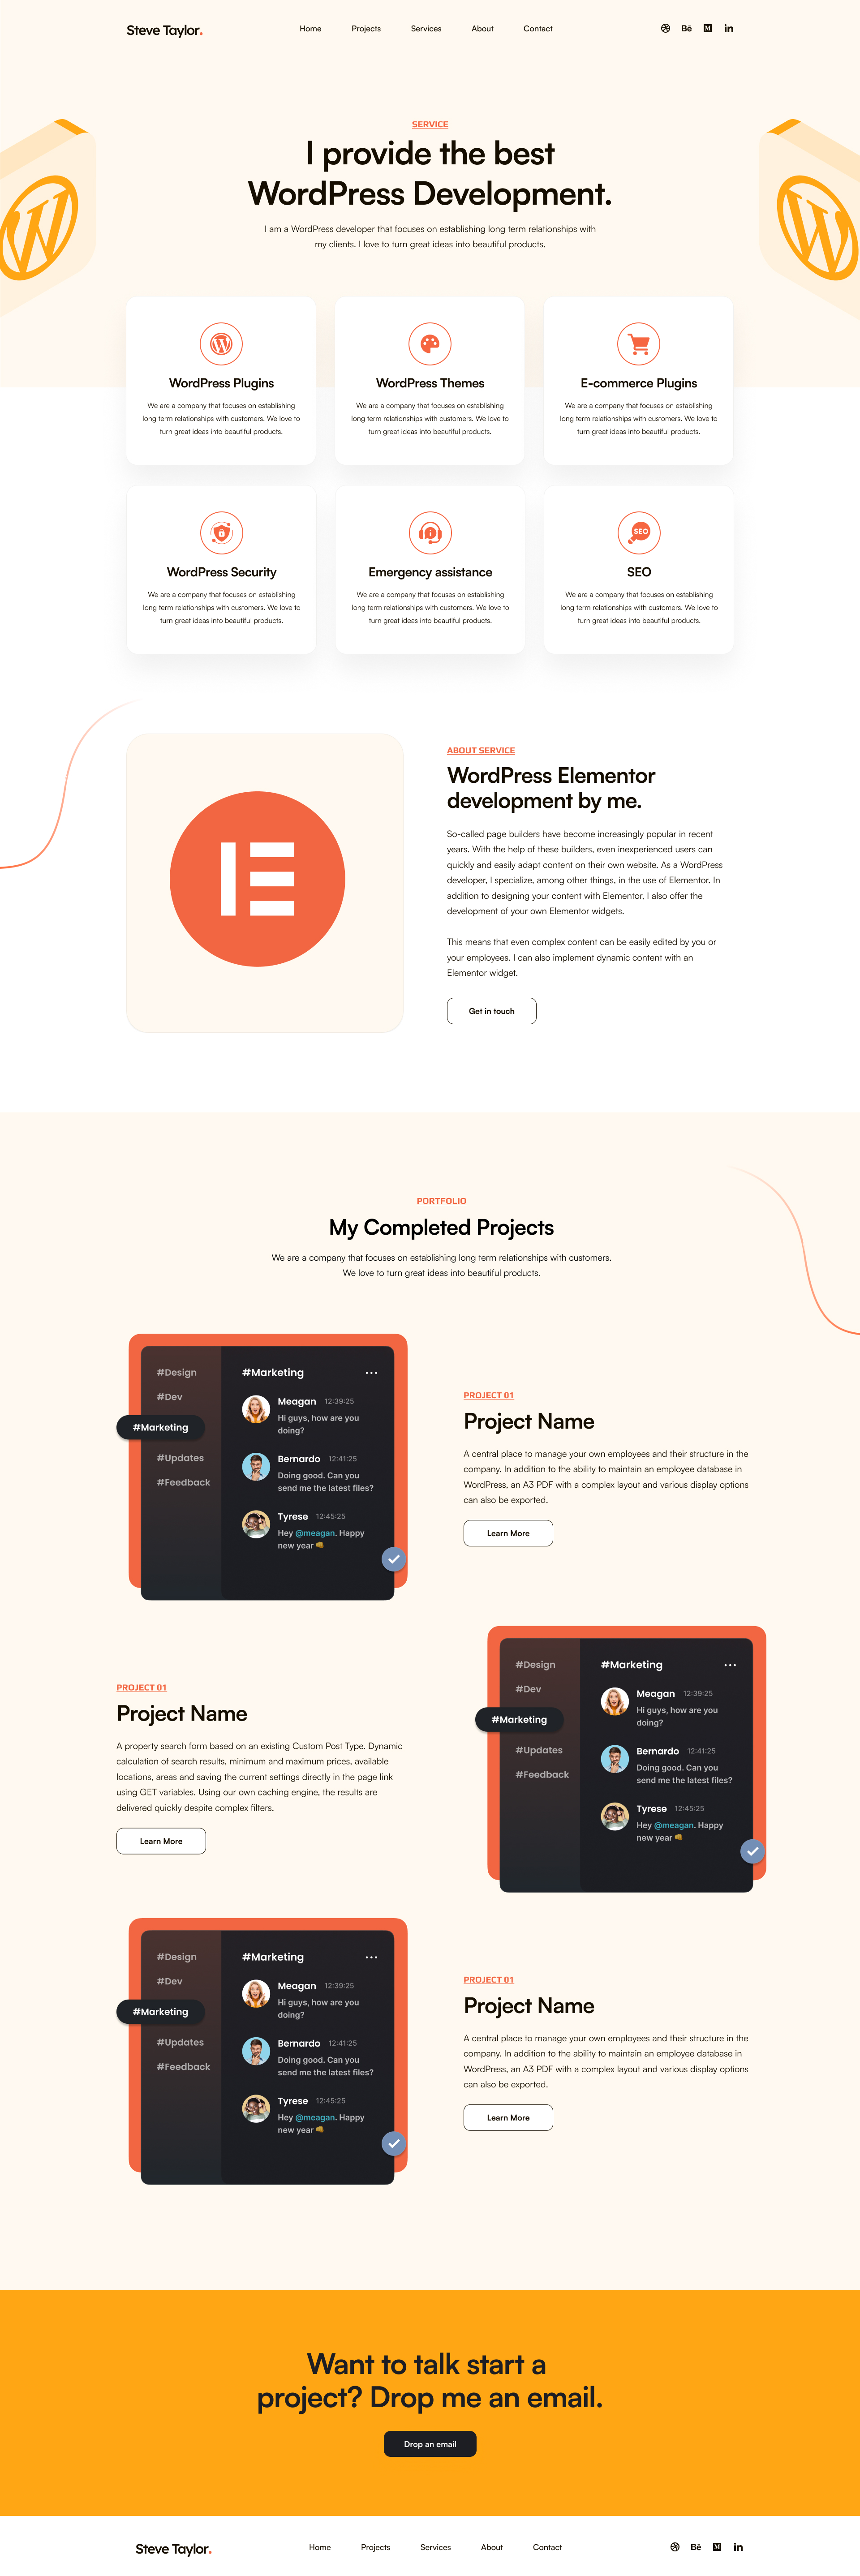 Steve Taylor.
Home
Projects
Services
About
Contact
Bē
M
in
SERVICE
I provide the best
WordPress Development.
I am a WordPress developer that focuses on establishing long term relationships with
my clients. I love to turn great ideas into beautiful products.
WordPress Plugins
We are a company that focuses on establishing
long term relationships with customers. We love to
turn great ideas into beautiful products.
WordPress Themes
We are a company that focuses on establishing
long term relationships with customers. We love to
turn great ideas into beautiful products.
E-commerce Plugins
We are a company that focuses on establishing
long term relationships with customers. We love to
turn great ideas into beautiful products.
WordPress Security
We are a company that focuses on establishing
long term relationships with customers. We love to
turn great ideas into beautiful products.
Emergency assistance
We are a company that focuses on establishing
long term relationships with customers. We love to
turn great ideas into beautiful products.
SEO
SEO
We are a company that focuses on establishing
long term relationships with customers. We love to
turn great ideas into beautiful products.
ABOUT SERVICE
WordPress Elementor
development by me.
So-called page builders have become increasingly popular in recent
years. With the help of these builders, even inexperienced users can
quickly and easily adapt content on their own website. As a WordPress
developer, I specialize, among other things, in the use of Elementor. In
addition to designing your content with Elementor, I also offer the
development of your own Elementor widgets.
This means that even complex content can be easily edited by you or
your employees. I can also implement dynamic content with an
Elementor widget.
Get in touch
PORTFOLIO
My Completed Projects
We are a company that focuses on establishing long term relationships with customers.
We love to turn great ideas into beautiful products.
#Design
#Dev
#Marketing
#Updates
#Feedback
#Marketing
Meagan 12:39:25
Hi guys, how are you
doing?
Bernardo 12:41:25
Doing good. Can you
send me the latest files?
Tyrese 12:45:25
Hey @meagan. Happy
new year 👊
PROJECT 01
Project Name
A central place to manage your own employees and their structure in the
company. In addition to the ability to maintain an employee database in
WordPress, an A3 PDF with a complex layout and various display options
can also be exported.
Learn More
PROJECT 01
Project Name
A property search form based on an existing Custom Post Type. Dynamic
calculation of search results, minimum and maximum prices, available
locations, areas and saving the current settings directly in the page link
using GET variables. Using our own caching engine, the results are
delivered quickly despite complex filters.
Learn More
#Design
#Dev
#Marketing
#Updates
#Feedback
#Marketing
Meagan 12:39:25
Hi guys, how are you
doing?
Bernardo 12:41:25
Doing good. Can you
send me the latest files?
Tyrese 12:45:25
Hey @meagan. Happy
new year 👊
#Design
#Dev
#Marketing
#Updates
#Feedback
#Marketing
Meagan 12:39:25
Hi guys, how are you
doing?
Bernardo 12:41:25
Doing good. Can you
send me the latest files?
Tyrese 12:45:25
Hey @meagan. Happy
new year 👊
PROJECT 01
Project Name
A central place to manage your own employees and their structure in the
company. In addition to the ability to maintain an employee database in
WordPress, an A3 PDF with a complex layout and various display options
can also be exported.
Learn More
Want to talk start a
project? Drop me an email.
Drop an email
Steve Taylor.
Home
Projects
Services
About
Contact
Bē
M
in